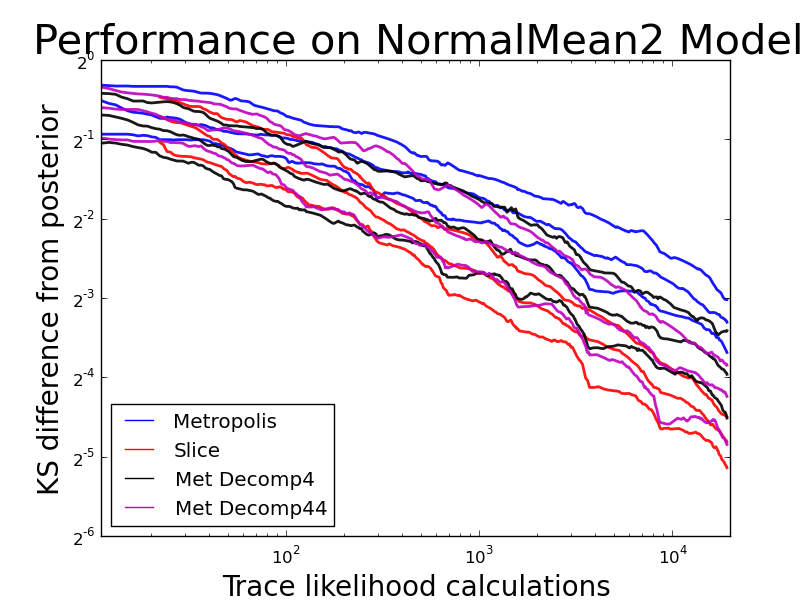 Performance on NormalMean2 Model
KS difference from posterior
2^0
2^-1
2^-2
2^-3
2^-4
2^-5
2^-6
Metropolis
Slice
Met Decomp4
Met Decomp44
10^2
10^3
10^4
Trace likelihood calculations